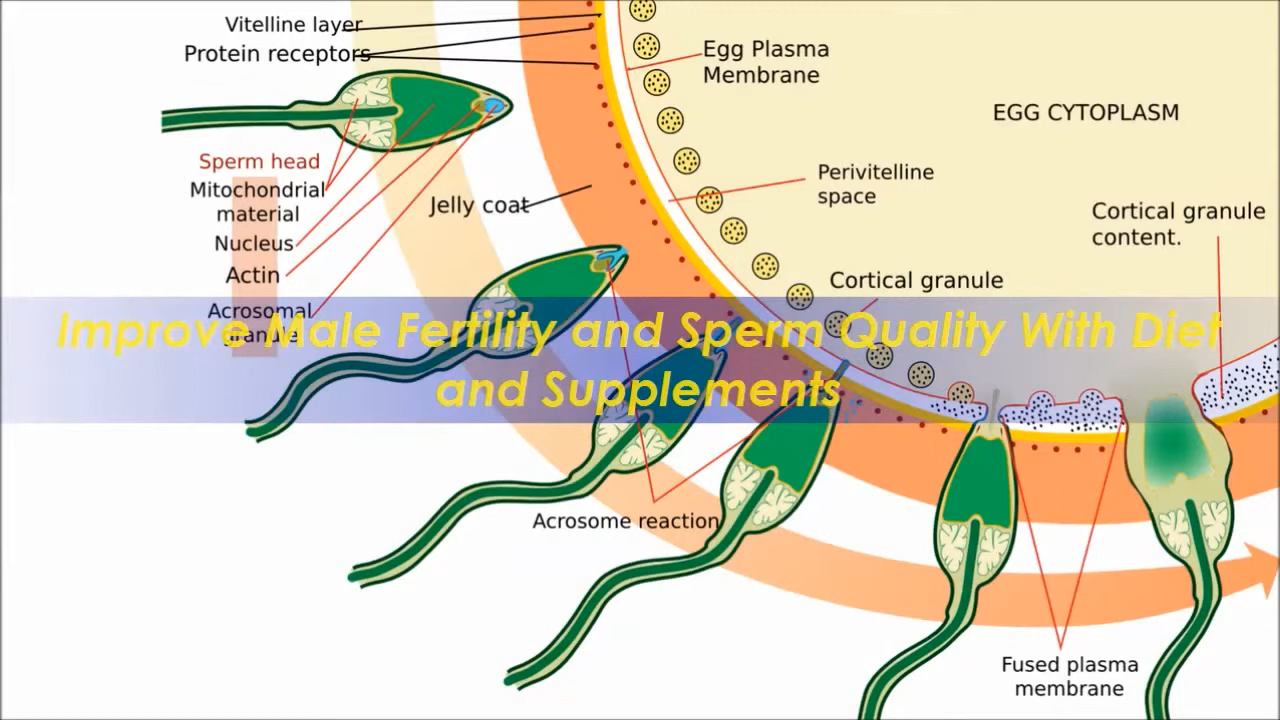 Vitelline layer
Protein receptors
Egg Plasma
Membrane
EGG CYTOPLASM
Sperm head
Mitochondrial
material
Nucleus
Actin
Acrosomal
granule
Jelly coat
Perivitelline
space
Cortical granule
content.
Cortical granule
Improve Male Fertility and Sperm Quality With Diet
and Supplements
Acrosome reaction
Fused plasma
membrane